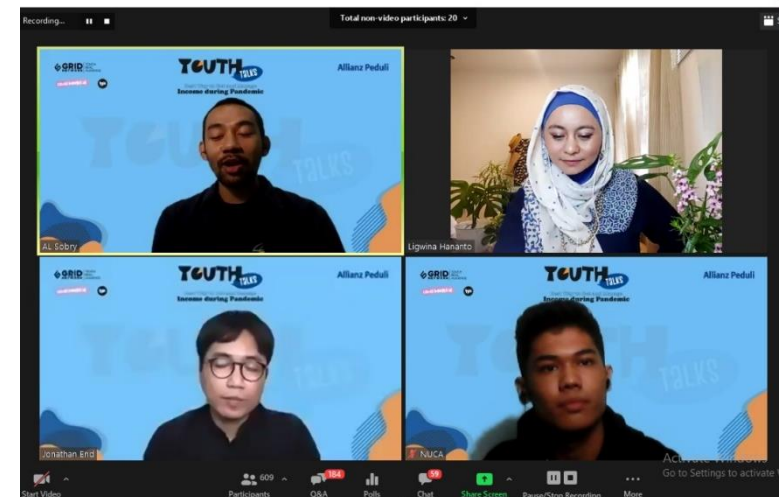 Recording...
Total non-video participants: 20
GRID
YOUTH
TALKS
Income during Pandemic
Allianz Peduli
AL Sobry
Ligwina Hananto
GRID
YOUTH
TALKS
Income during Pandemic
Allianz Peduli
Jonathan End
GRID
YOUTH
TALKS
Income during Pandemic
Allianz Peduli
NUCA
Activate Windows
Go to Settings to activate
609
184
59
Start Video
Participants
Q&A
Polls
Chat
Share Screen
Pause/Stop Recording
More